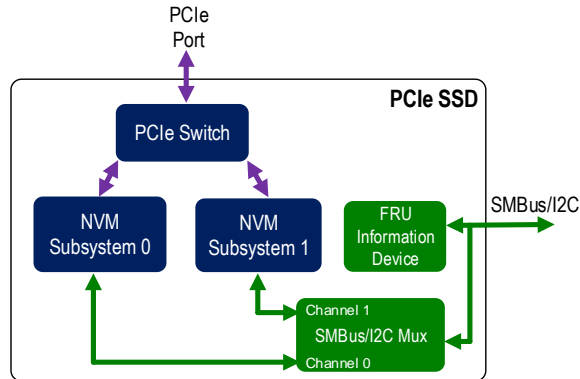 PCIe
Port
PCIe SSD
PCIe Switch
NVM
Subsystem 0
NVM
Subsystem 1
FRU
Information
Device
SMBus/I2C
Channel 1
SMBus/I2C Mux
Channel 0